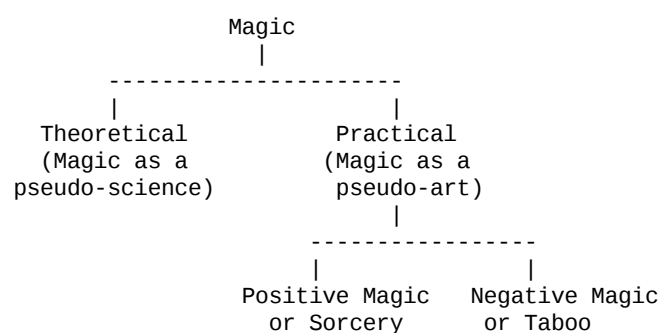 Magic
Theoretical Practical
(Magic as a (Magic as a
pseudo-science) pseudo-art)
Positive Magic Negative Magic
or Sorcery or Taboo